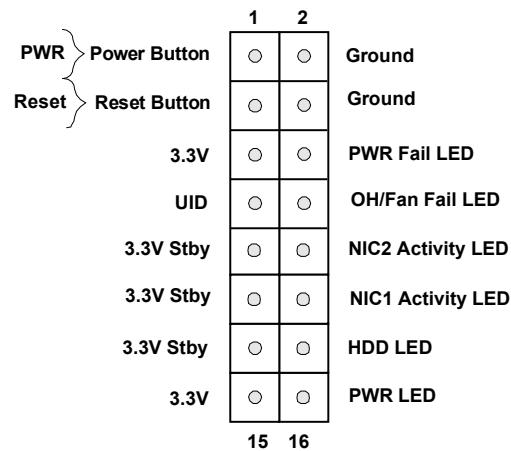 1 2
PWR Power Button Ground
Reset Reset Button Ground
3.3V PWR Fail LED
UID OH/Fan Fail LED
3.3V Stby NIC2 Activity LED
3.3V Stby NIC1 Activity LED
3.3V Stby HDD LED
3.3V PWR LED
15 16